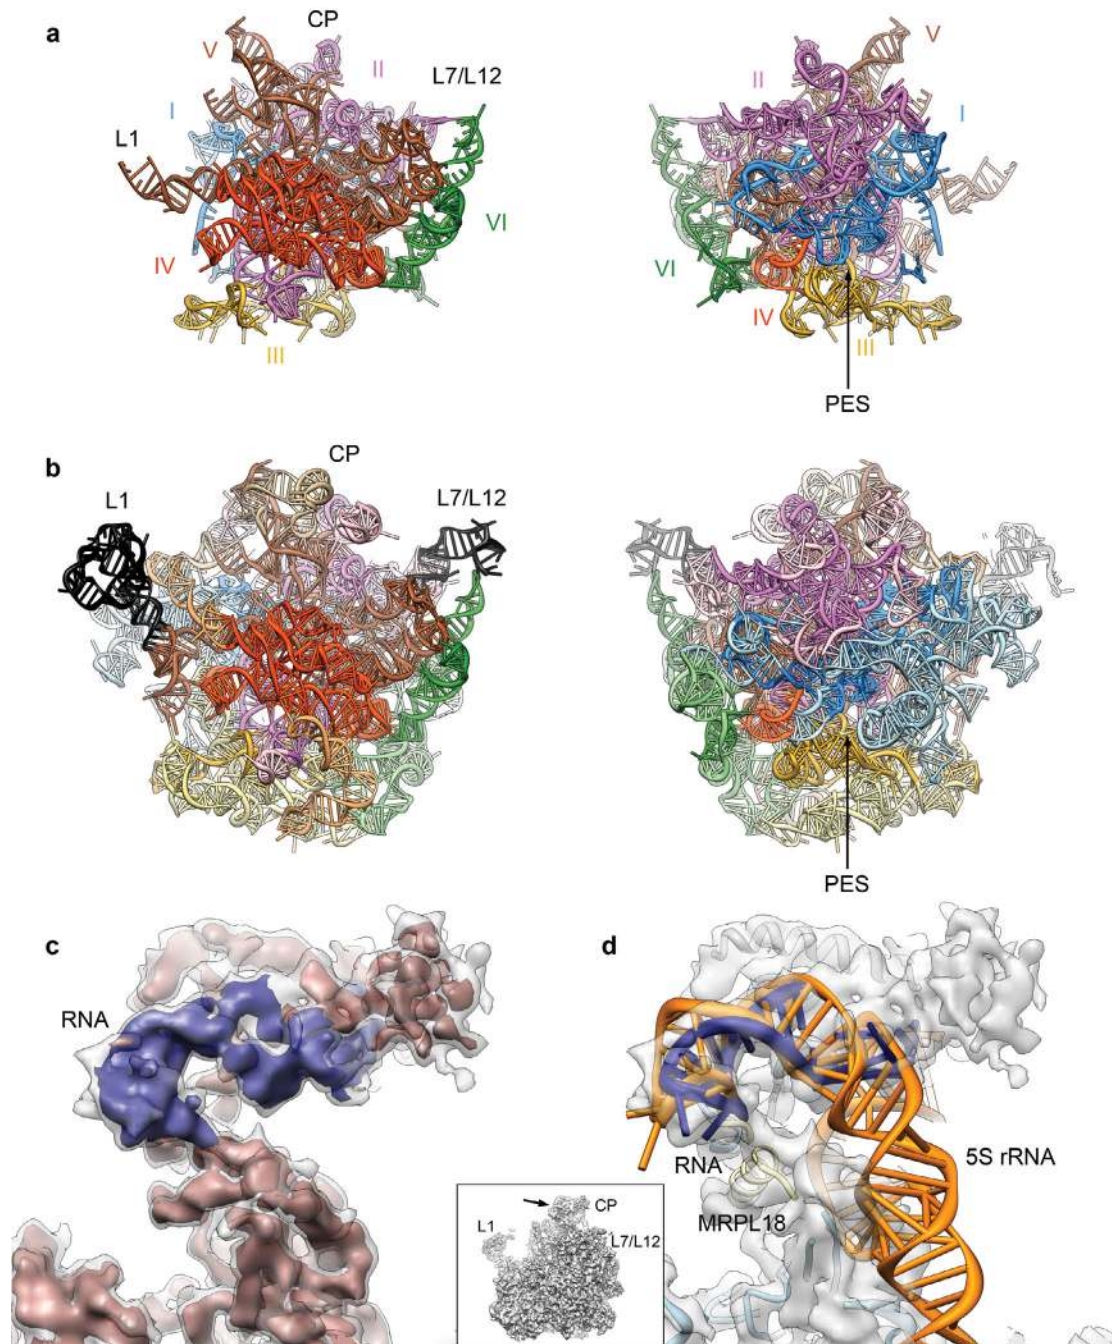 a
CP
V
II
L7/L12
I
L1
VI
IV
III
V
II
I
VI
IV
III
PES
b
CP
L1
L7/L12
PES
c
RNA
d
5S rRNA
RNA
MRPL18
CP
L1
L7/L12